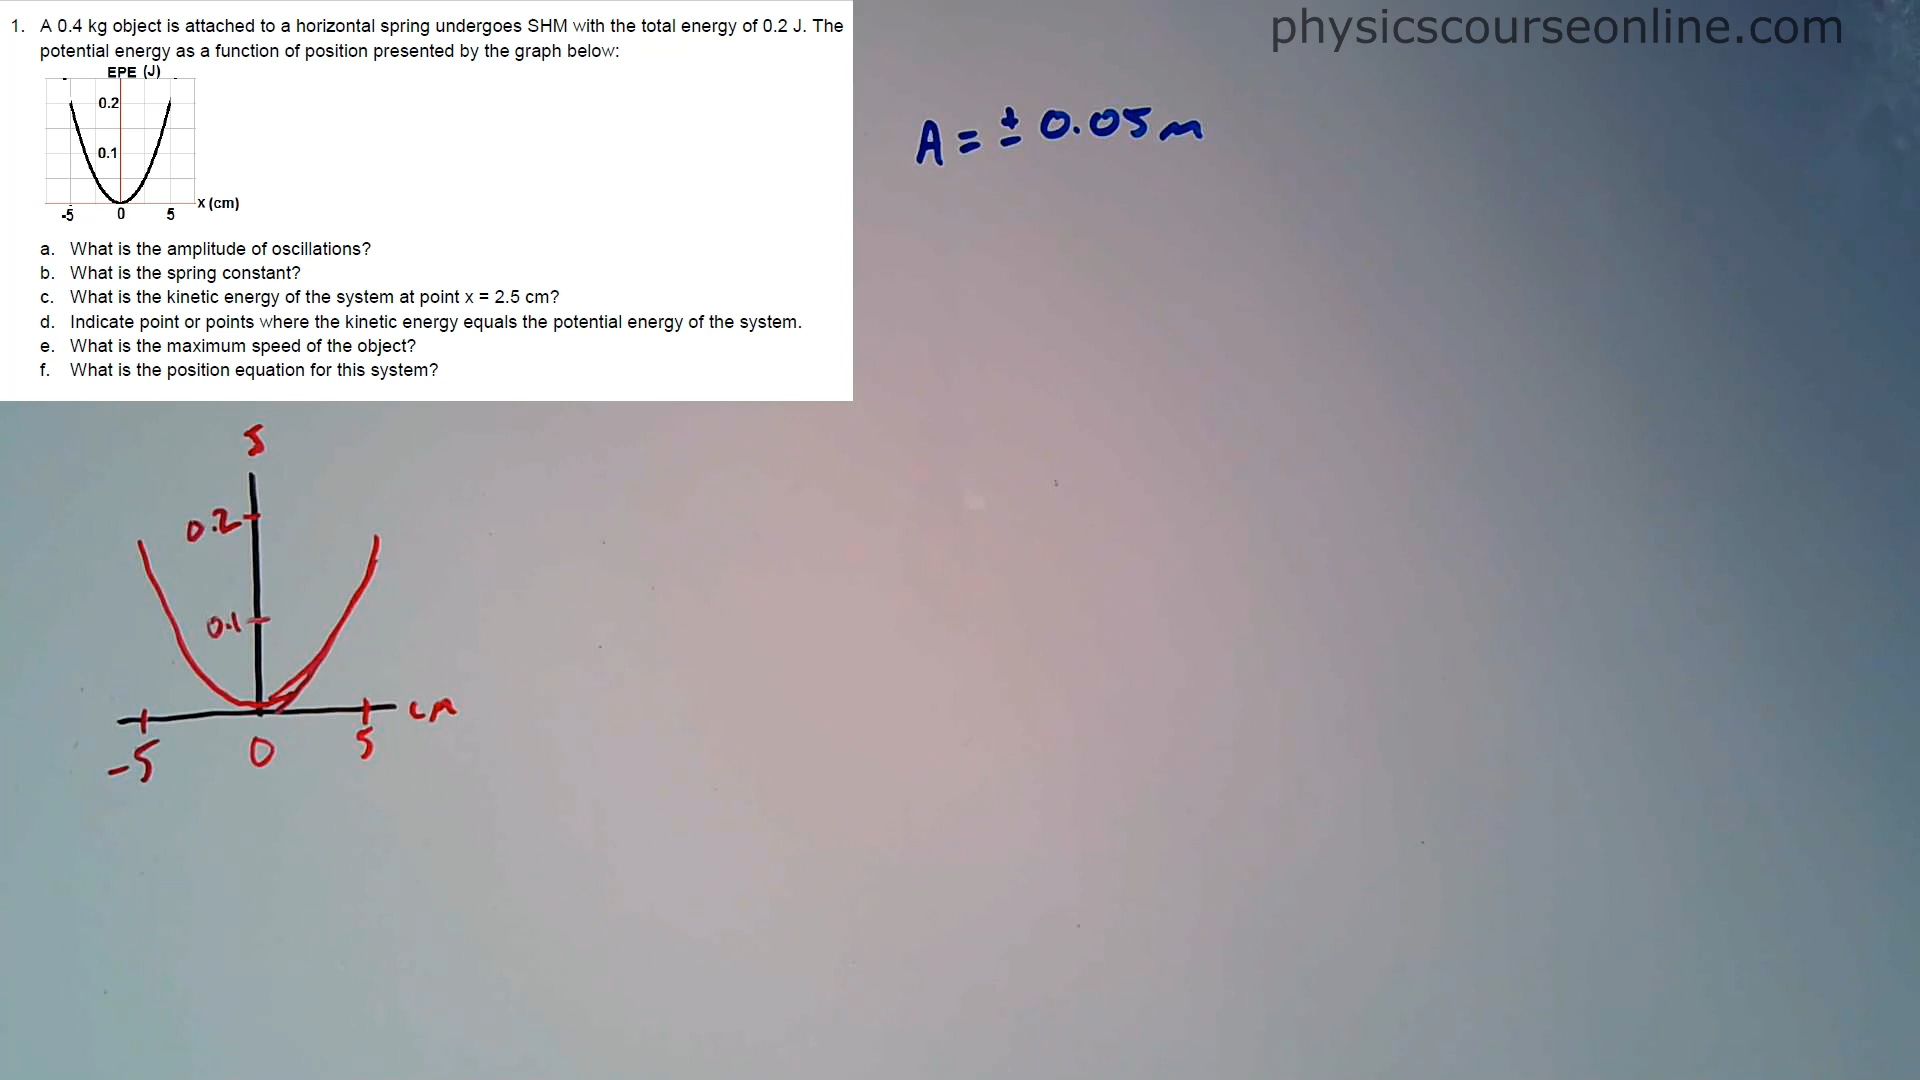 physicscourseonline.com
1. A 0.4 kg object is attached to a horizontal spring undergoes SHM with the total energy of 0.2 J. The
potential energy as a function of position presented by the graph below:
EPE (J)
0.2
0.1
x (cm)
-5 0 5
a. What is the amplitude of oscillations?
b. What is the spring constant?
c. What is the kinetic energy of the system at point x = 2.5 cm?
d. Indicate point or points where the kinetic energy equals the potential energy of the system.
e. What is the maximum speed of the object?
f. What is the position equation for this system?
A = ± 0.05 m
J
0.2
0.1
cm
-5 0 5